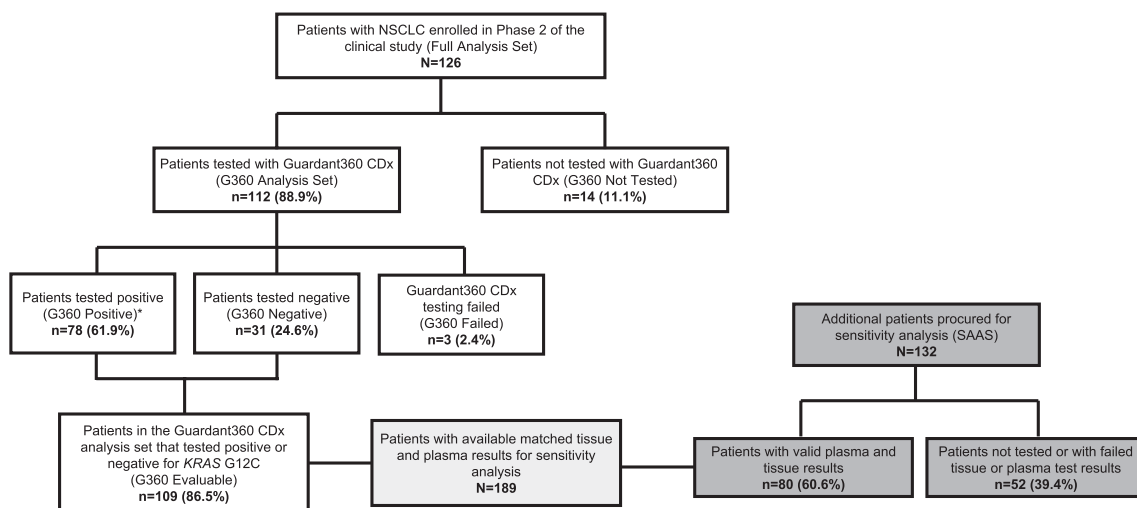 Patients with NSCLC enrolled in Phase 2 of
the clinical study (Full Analysis Set)
N=126
Patients tested with Guardant360 CDx
(G360 Analysis Set)
n=112 (88.9%)
Patients not tested with Guardant360
CDx (G360 Not Tested)
n=14 (11.1%)
Patients tested positive
(G360 Positive)*
n=78 (61.9%)
Patients tested negative
(G360 Negative)
n=31 (24.6%)
Guardant360 CDx
testing failed
(G360 Failed)
n=3 (2.4%)
Additional patients procured for
sensitivity analysis (SAAS)
N=132
Patients in the Guardant360 CDx
analysis set that tested positive or
negative for KRAS G12C
(G360 Evaluable)
n=109 (86.5%)
Patients with available matched tissue
and plasma results for sensitivity
analysis
N=189
Patients with valid plasma and
tissue results
n=80 (60.6%)
Patients not tested or with failed
tissue or plasma test results
n=52 (39.4%)